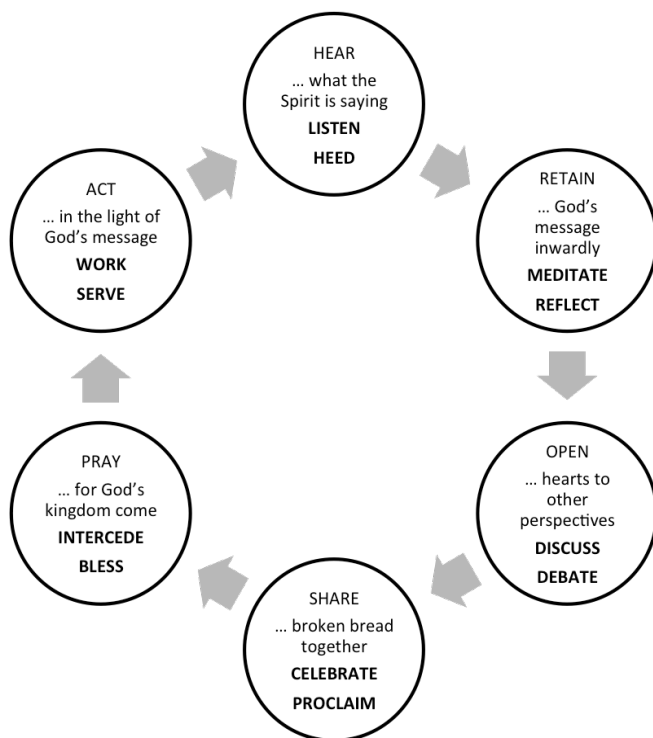 HEAR
... what the
Spirit is saying
LISTEN
HEED
RETAIN
... God’s
message
inwardly
MEDITATE
REFLECT
OPEN
... hearts to
other
perspectives
DISCUSS
DEBATE
SHARE
... broken bread
together
CELEBRATE
PROCLAIM
PRAY
... for God’s
kingdom come
INTERCEDE
BLESS
ACT
... in the light of
God’s message
WORK
SERVE